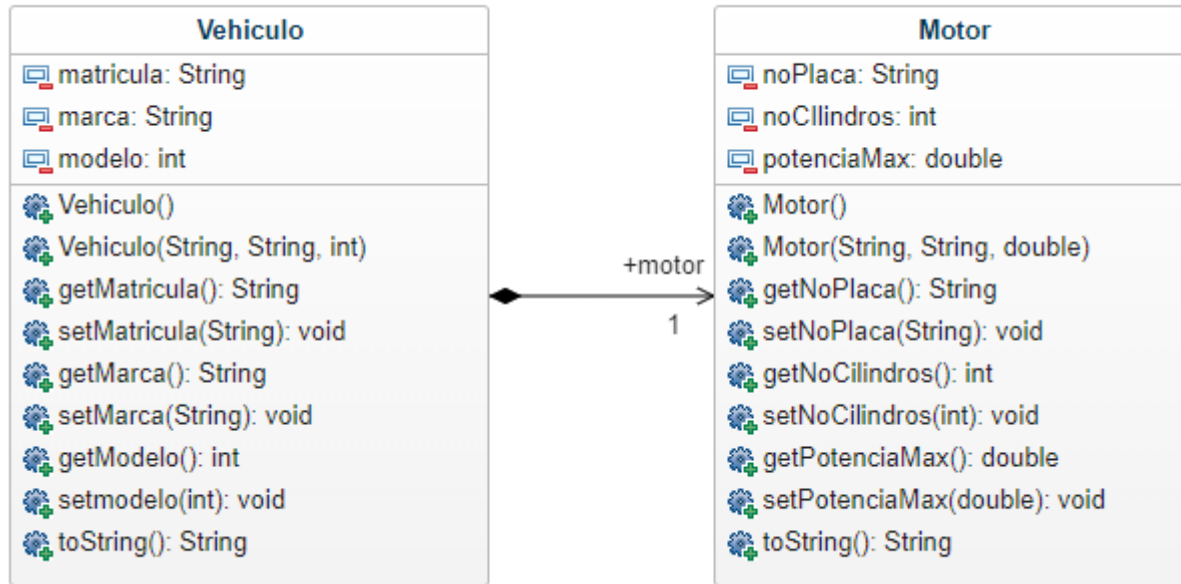 Vehiculo
matricula: String
marca: String
modelo: int
Vehiculo()
Vehiculo(String, String, int)
getMatricula(): String
setMatricula(String): void
getMarca(): String
setMarca(String): void
getModelo(): int
setmodelo(int): void
toString(): String
+motor
1
Motor
noPlaca: String
noCIlindros: int
potenciaMax: double
Motor()
Motor(String, String, double)
getNoPlaca(): String
setNoPlaca(String): void
getNoCilindros(): int
setNoCilindros(int): void
getPotenciaMax(): double
setPotenciaMax(double): void
toString(): String